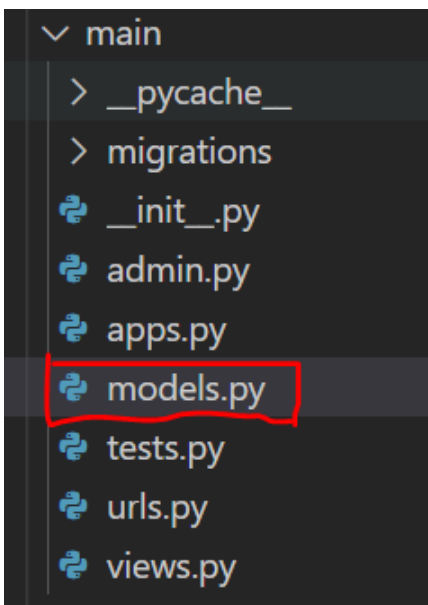 main
__pycache__
migrations
__init__.py
admin.py
apps.py
models.py
tests.py
urls.py
views.py